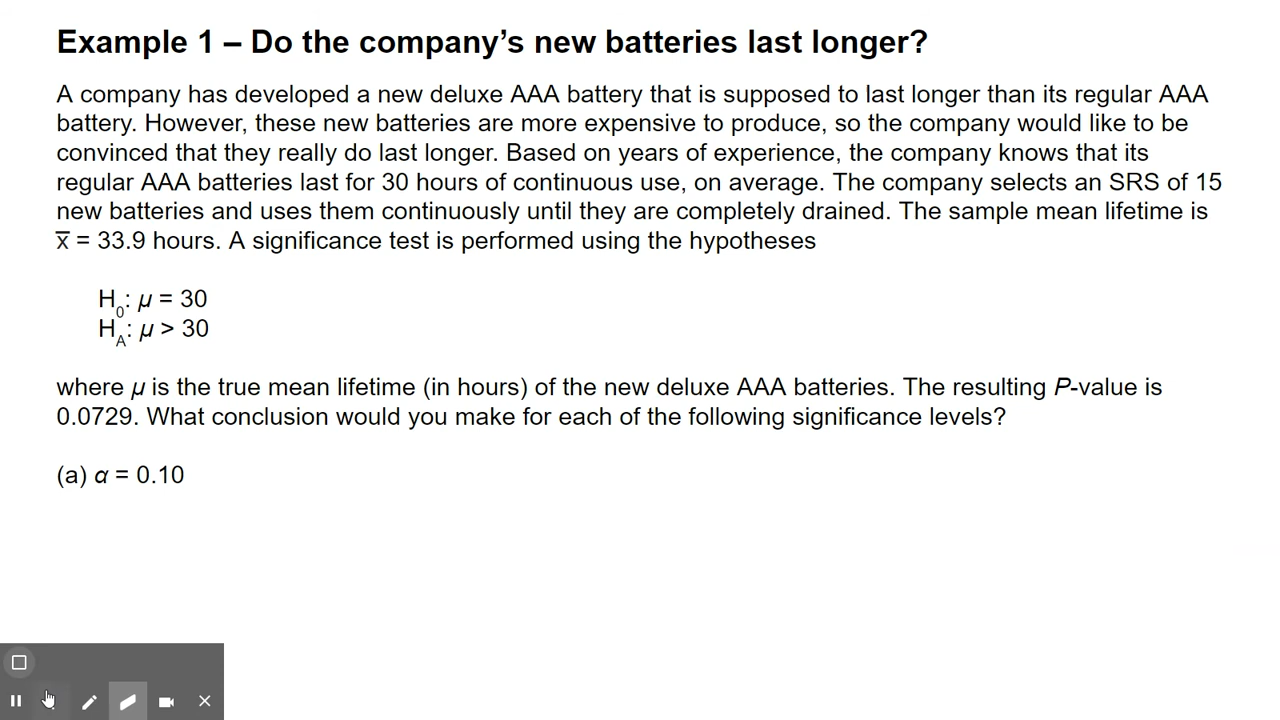 Example 1 – Do the company’s new batteries last longer?
A company has developed a new deluxe AAA battery that is supposed to last longer than its regular AAA
battery. However, these new batteries are more expensive to produce, so the company would like to be
convinced that they really do last longer. Based on years of experience, the company knows that its
regular AAA batteries last for 30 hours of continuous use, on average. The company selects an SRS of 15
new batteries and uses them continuously until they are completely drained. The sample mean lifetime is
x̅ = 33.9 hours. A significance test is performed using the hypotheses
H₀: μ = 30
Hᴀ: μ > 30
where μ is the true mean lifetime (in hours) of the new deluxe AAA batteries. The resulting P-value is
0.0729. What conclusion would you make for each of the following significance levels?
(a) α = 0.10